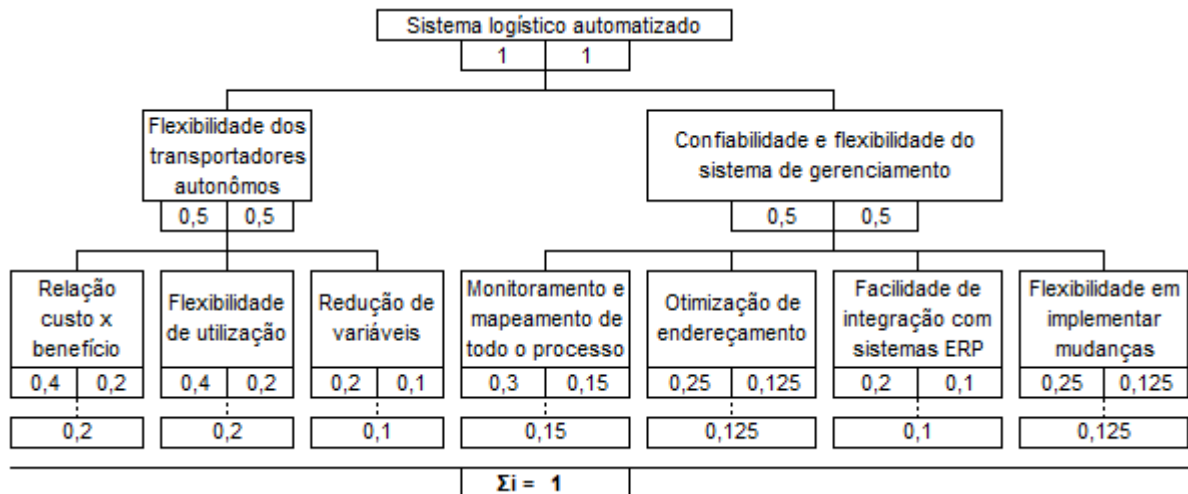 Sistema logístico automatizado
1 1
Flexibilidade dos
transportadores
autonômos
0,5 0,5
Confiabilidade e flexibilidade do
sistema de gerenciamento
0,5 0,5
Relação
custo x
benefício
0,4 0,2
Flexibilidade
de utilização
0,4 0,2
Redução de
variáveis
0,2 0,1
Monitoramento e
mapeamento de
todo o processo
0,3 0,15
Otimização de
endereçamento
0,25 0,125
Facilidade de
integração com
sistemas ERP
0,2 0,1
Flexibilidade em
implementar
mudanças
0,25 0,125
0,2 0,2 0,1 0,15 0,125 0,1 0,125
Σi = 1